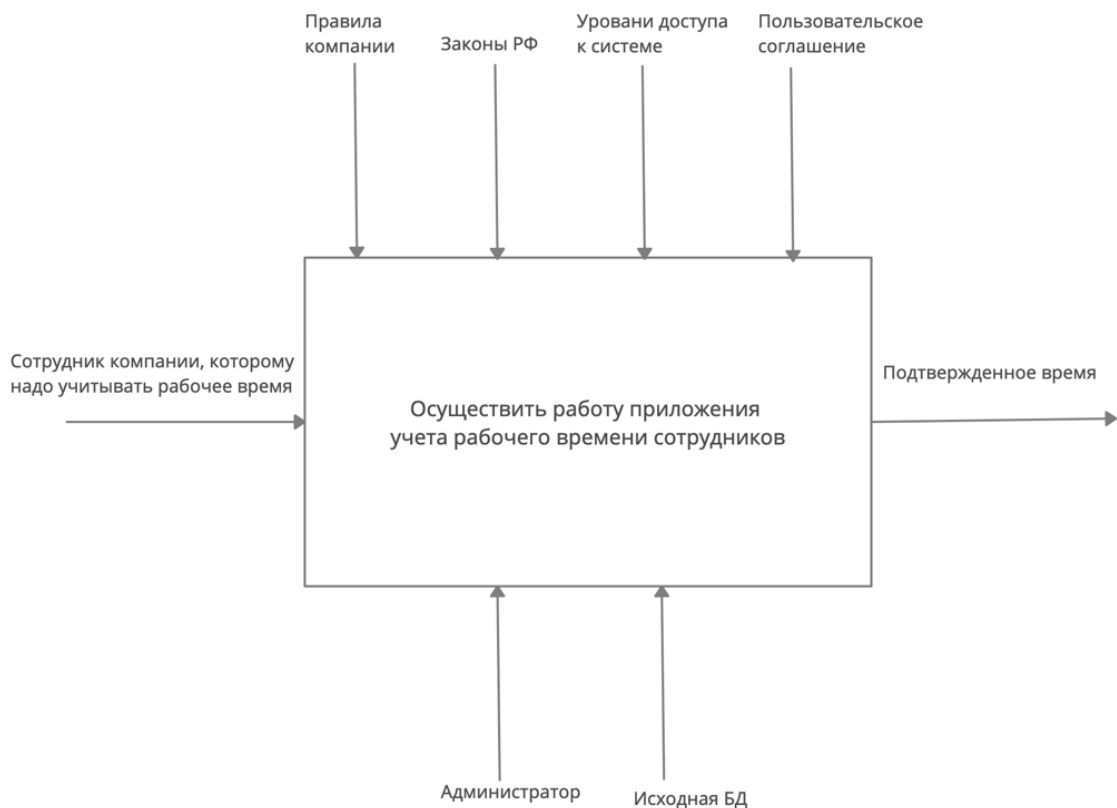 Правила
компании
Законы РФ
Уровани доступа
к системе
Пользовательское
соглашение
Сотрудник компании, которому
надо учитывать рабочее время
Осуществить работу приложения
учета рабочего времени сотрудников
Подтвержденное время
Администратор
Исходная БД